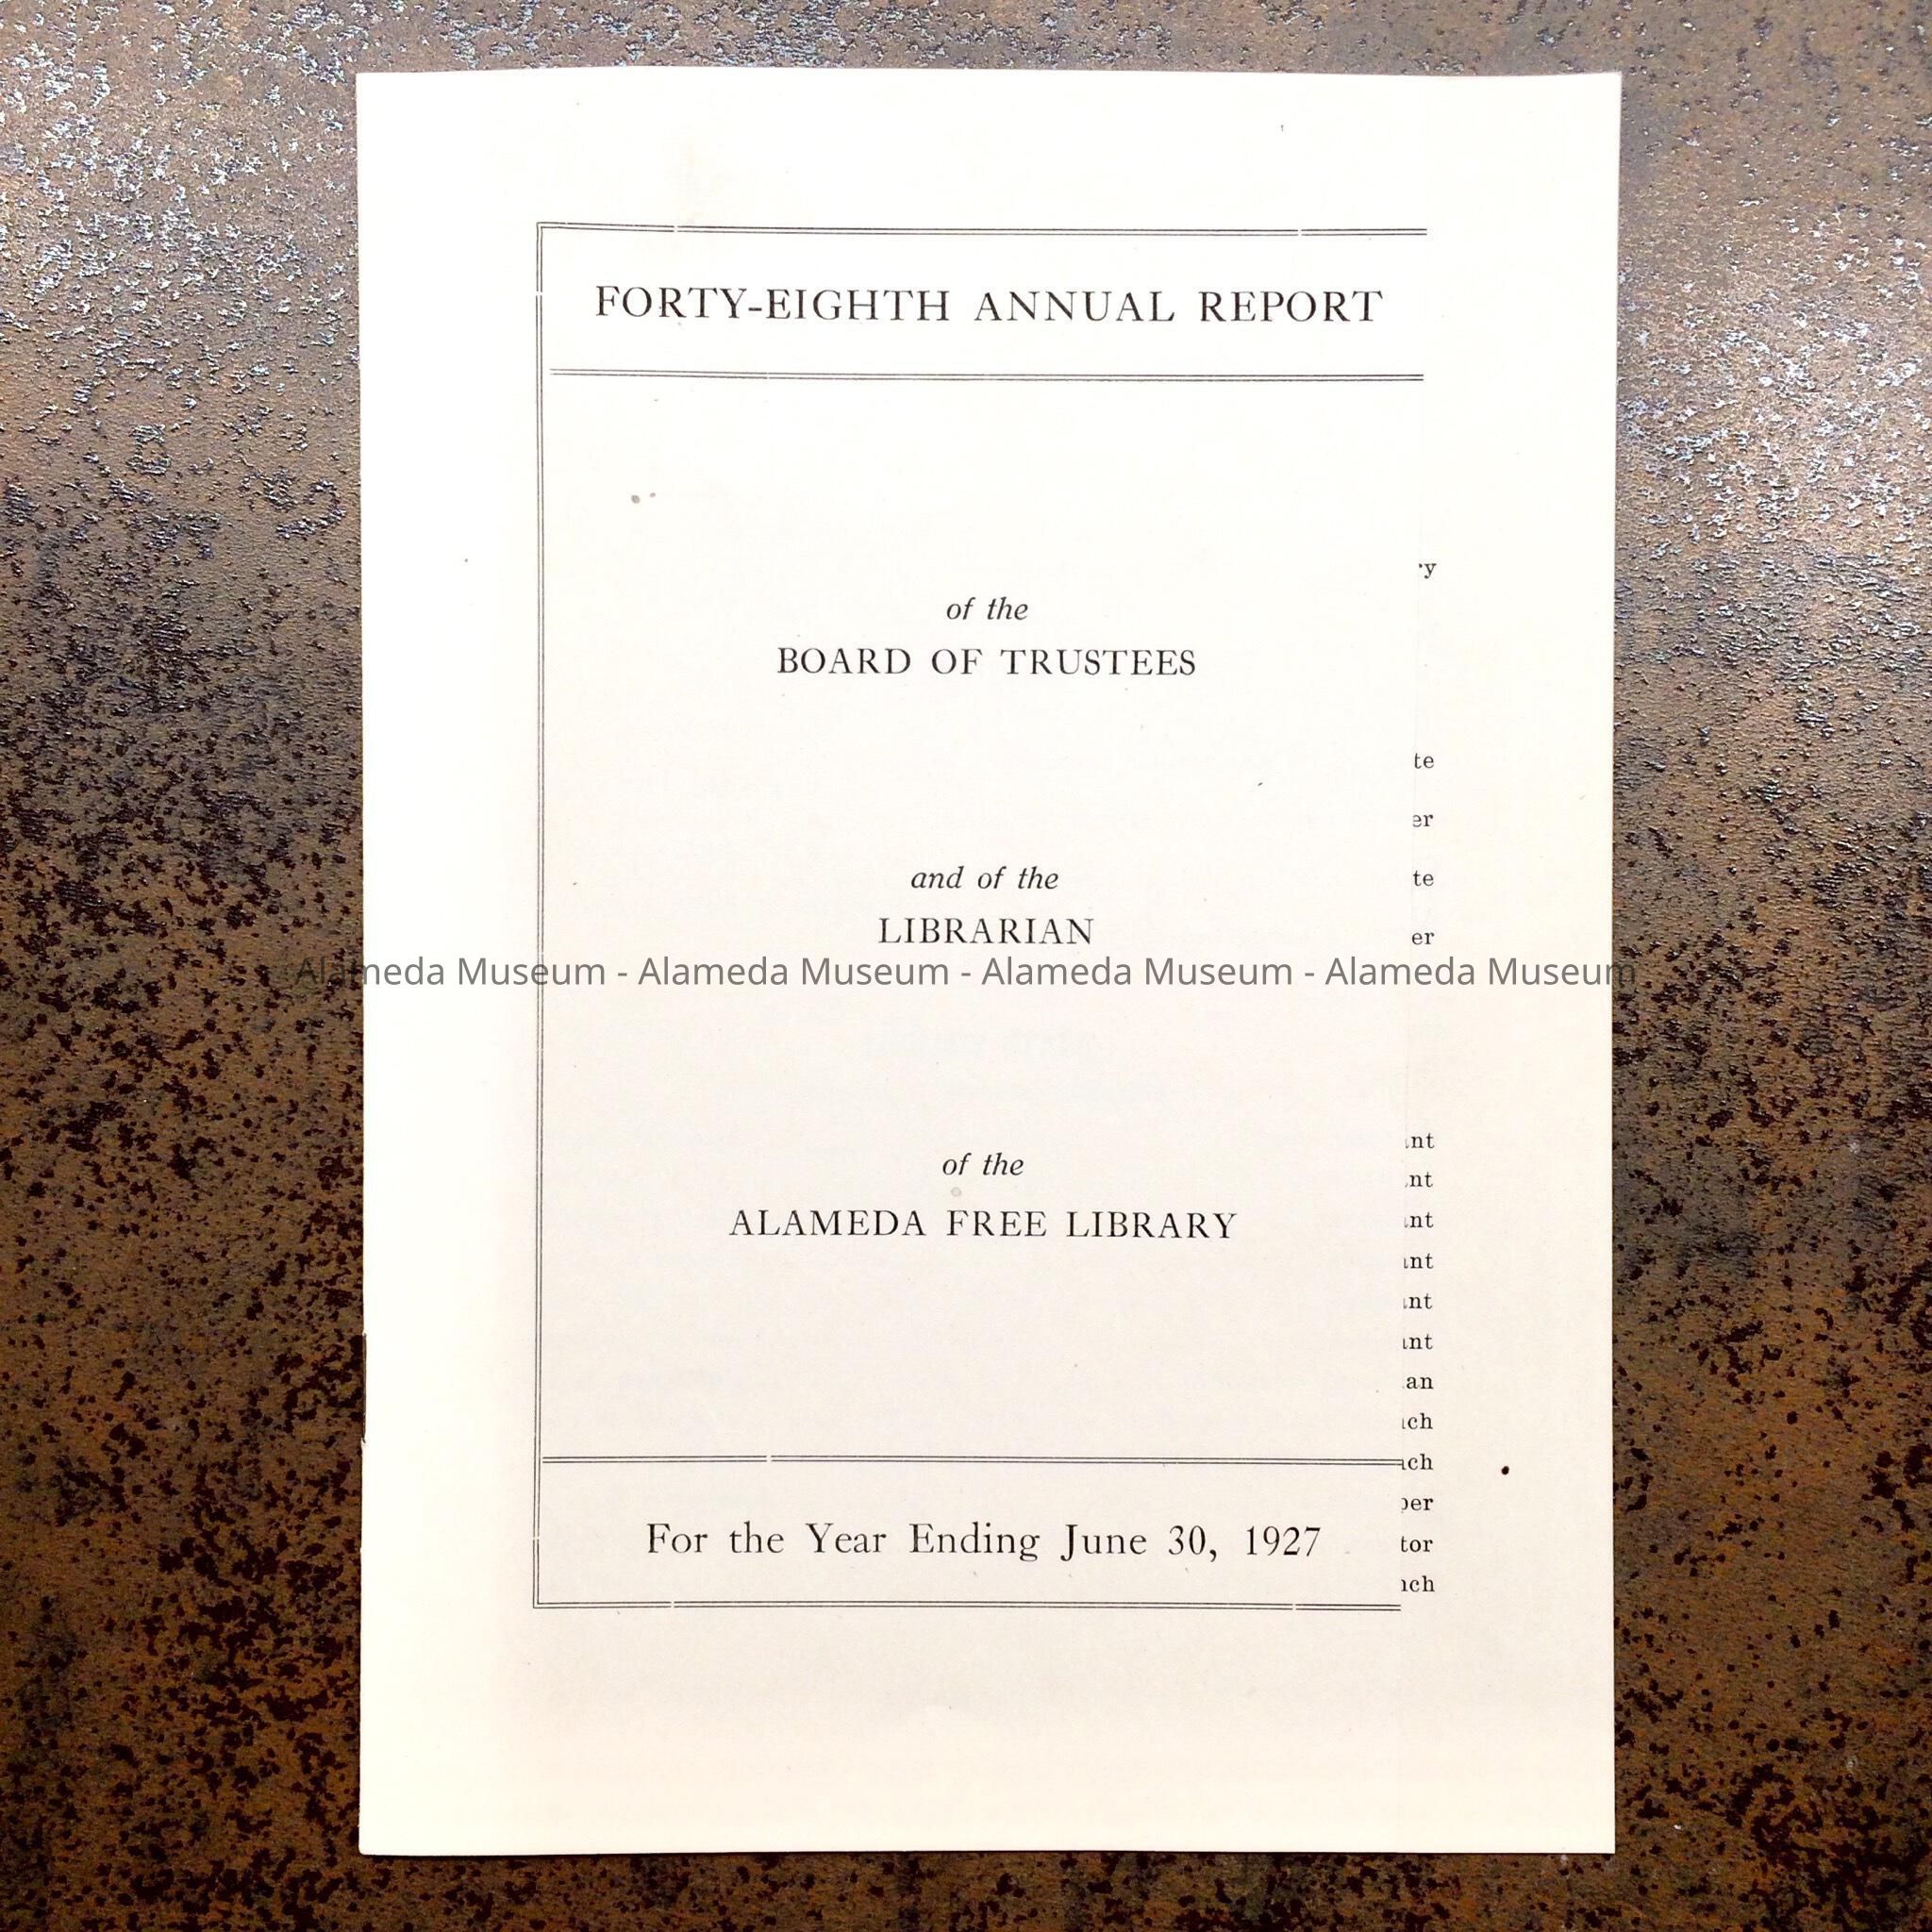 FORTY-EIGHTH ANNUAL REPORT
of the
BOARD OF TRUSTEES
and of the
LIBRARIAN
Alameda Museum - Alameda Museum - Alameda Museum - Alameda Museum
of the
ALAMEDA FREE LIBRARY
For the Year Ending June 30, 1927